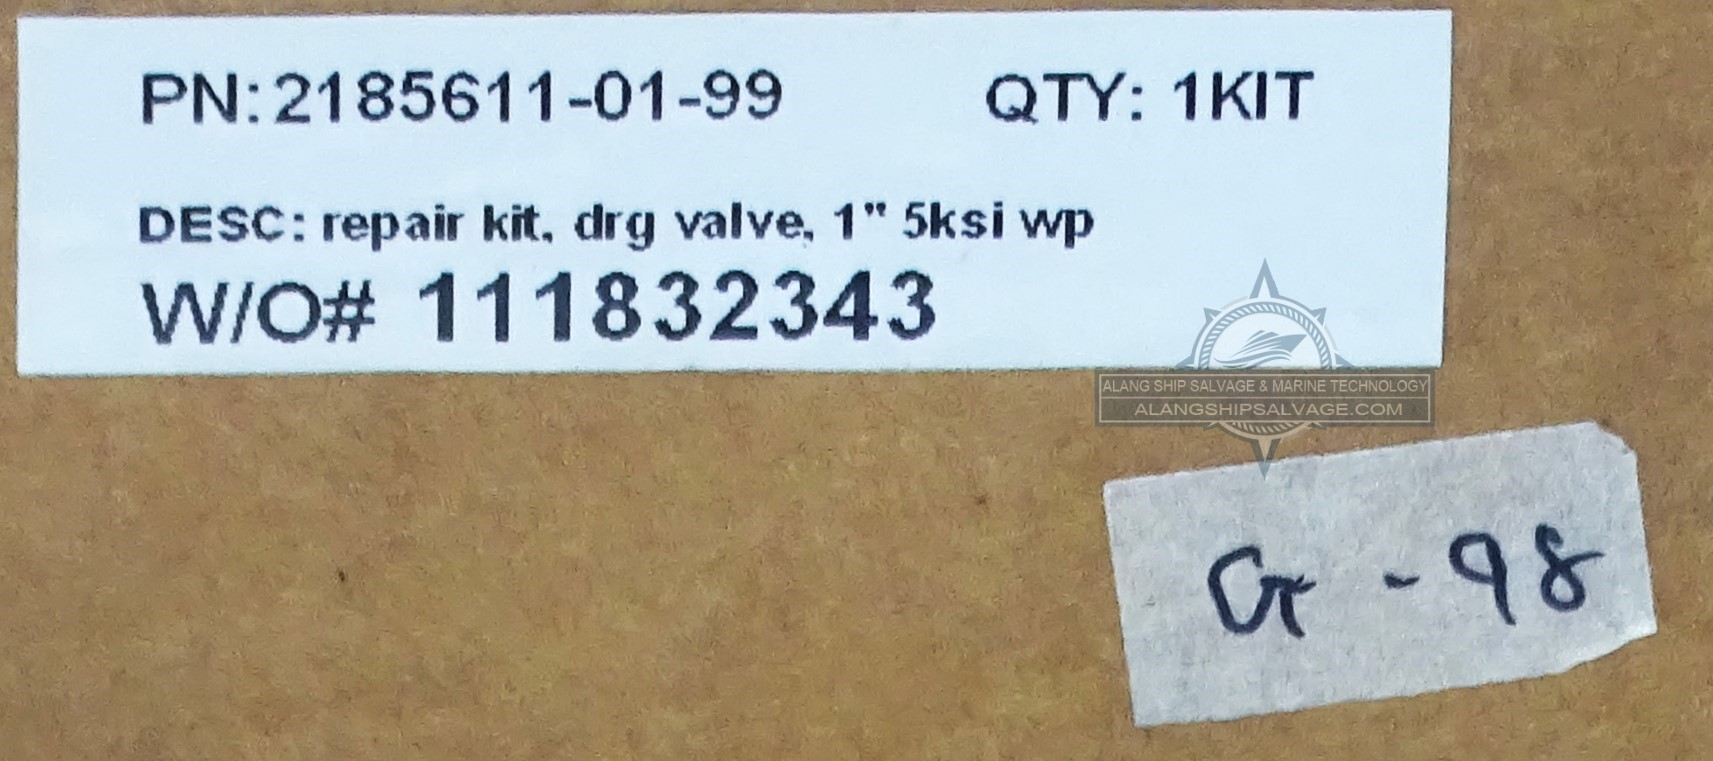 PN:2185611-01-99 QTY: 1KIT
DESC: repair kit, drg valve, 1" 5ksi wp
W/O# 111832343
ALANG SHIP SALVAGE & MARINE TECHNOLOGY
ALANGSHIPSALVAGE.COM
G - 98